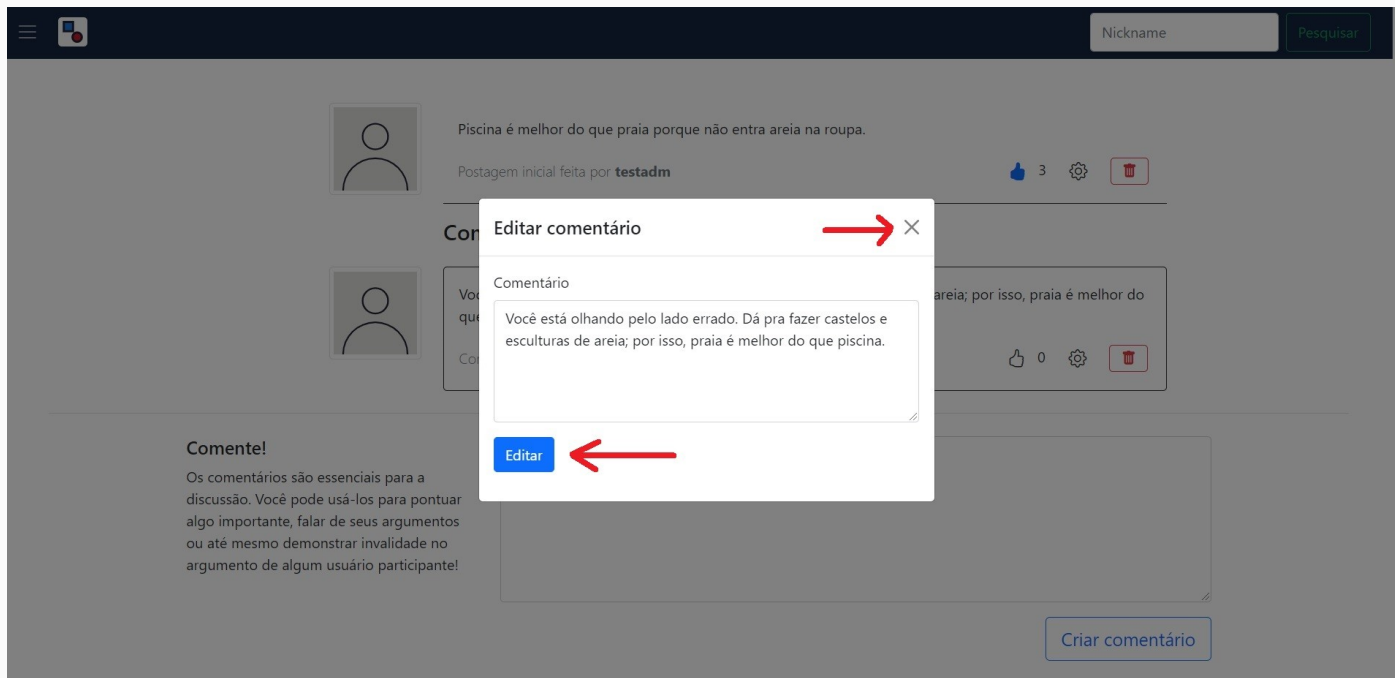 Nickname
Pesquisar
Piscina é melhor do que praia porque não entra areia na roupa.
Postagem inicial feita por testadm
3
Editar comentário
Comentário
Você está olhando pelo lado errado. Dá pra fazer castelos e
esculturas de areia; por isso, praia é melhor do que piscina.
Editar
areia; por isso, praia é melhor do
0
Comente!
Os comentários são essenciais para a
discussão. Você pode usá-los para pontuar
algo importante, falar de seus argumentos
ou até mesmo demonstrar invalidade no
argumento de algum usuário participante!
Criar comentário